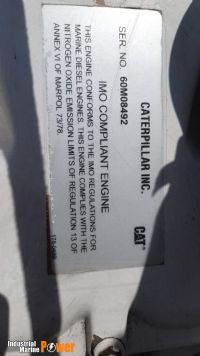 CATERPILLAR INC. CAT
SER. NO. 60M08492
IMO COMPLIANT ENGINE
THIS ENGINE CONFORMS TO THE IMO REGULATIONS FOR
MARINE DIESEL ENGINES. THIS ENGINE COMPLIES WITH THE
NITROGEN OXIDE EMISSION LIMITS OF REGULATION 13 OF
ANNEX VI OF MARPOL 73/78.
Industrial
Marine Power